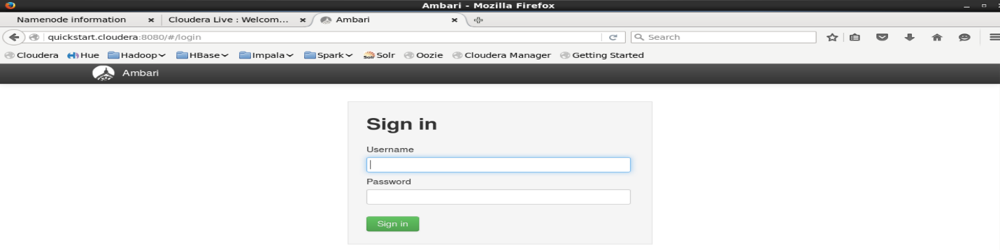 Ambari - Mozilla Firefox
Namenode information × Cloudera Live : Welcom... × Ambari ×
quickstart.cloudera:8080/#/login Search
Cloudera Hue Hadoop HBase Impala Spark Solr Oozie Cloudera Manager Getting Started
Ambari
Sign in
Username
Password
Sign in